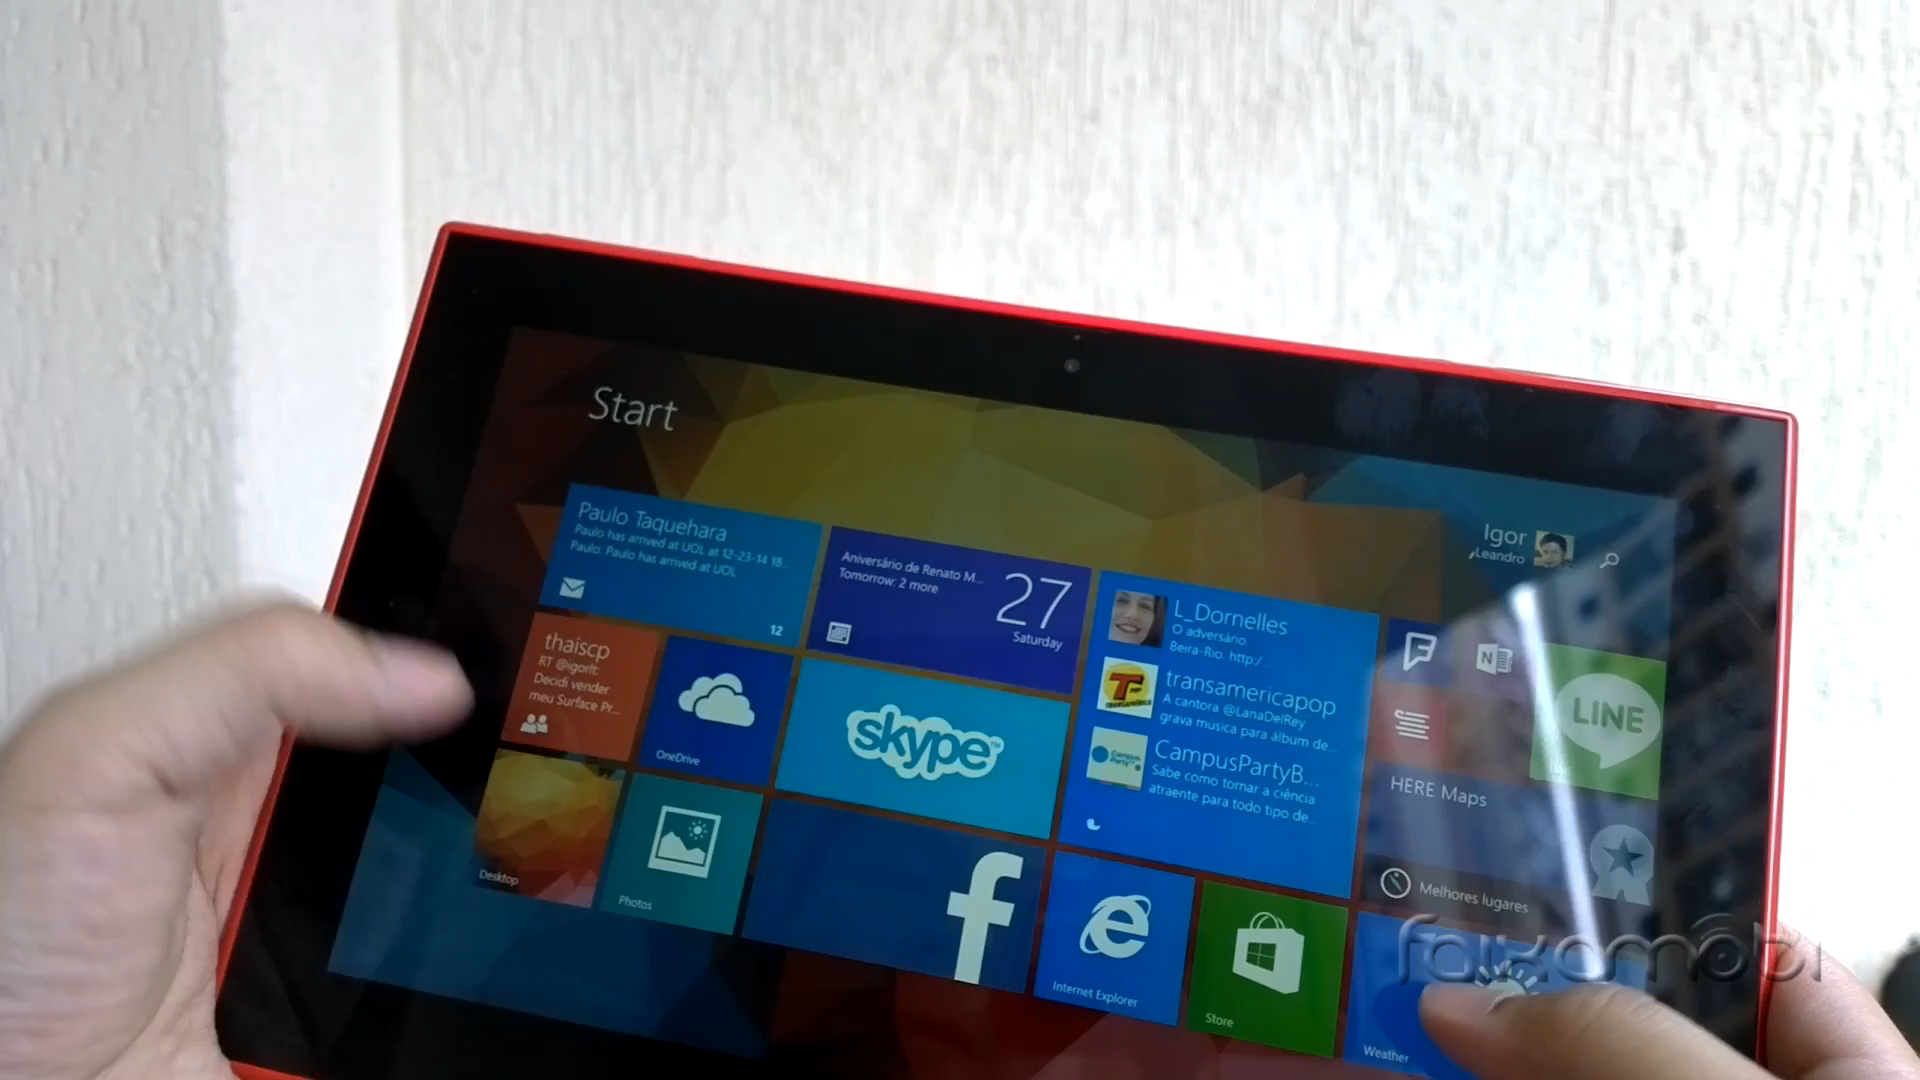 Start
Igor
Leandro
Paulo Taquehara
Paulo has arrived at UOL at 12-23-14 18...
Paulo: Paulo has arrived at UOL
12
Aniversário de Renato M...
Tomorrow: 2 more
27
Saturday
L_Dornelles
O adversário.
Beira-Rio. http:/...
transamericapop
A cantora @LanaDelRey
grava música para álbum de...
CampusPartyB...
Sabe como tornar a ciência
atraente para todo tipo de...
thaiscp
RT @igorlt:
Decidi vender
meu Surface Pr...
OneDrive
skype
LINE
HERE Maps
Melhores lugares
Desktop
Photos
Internet Explorer
Store
Weather
faixamobi